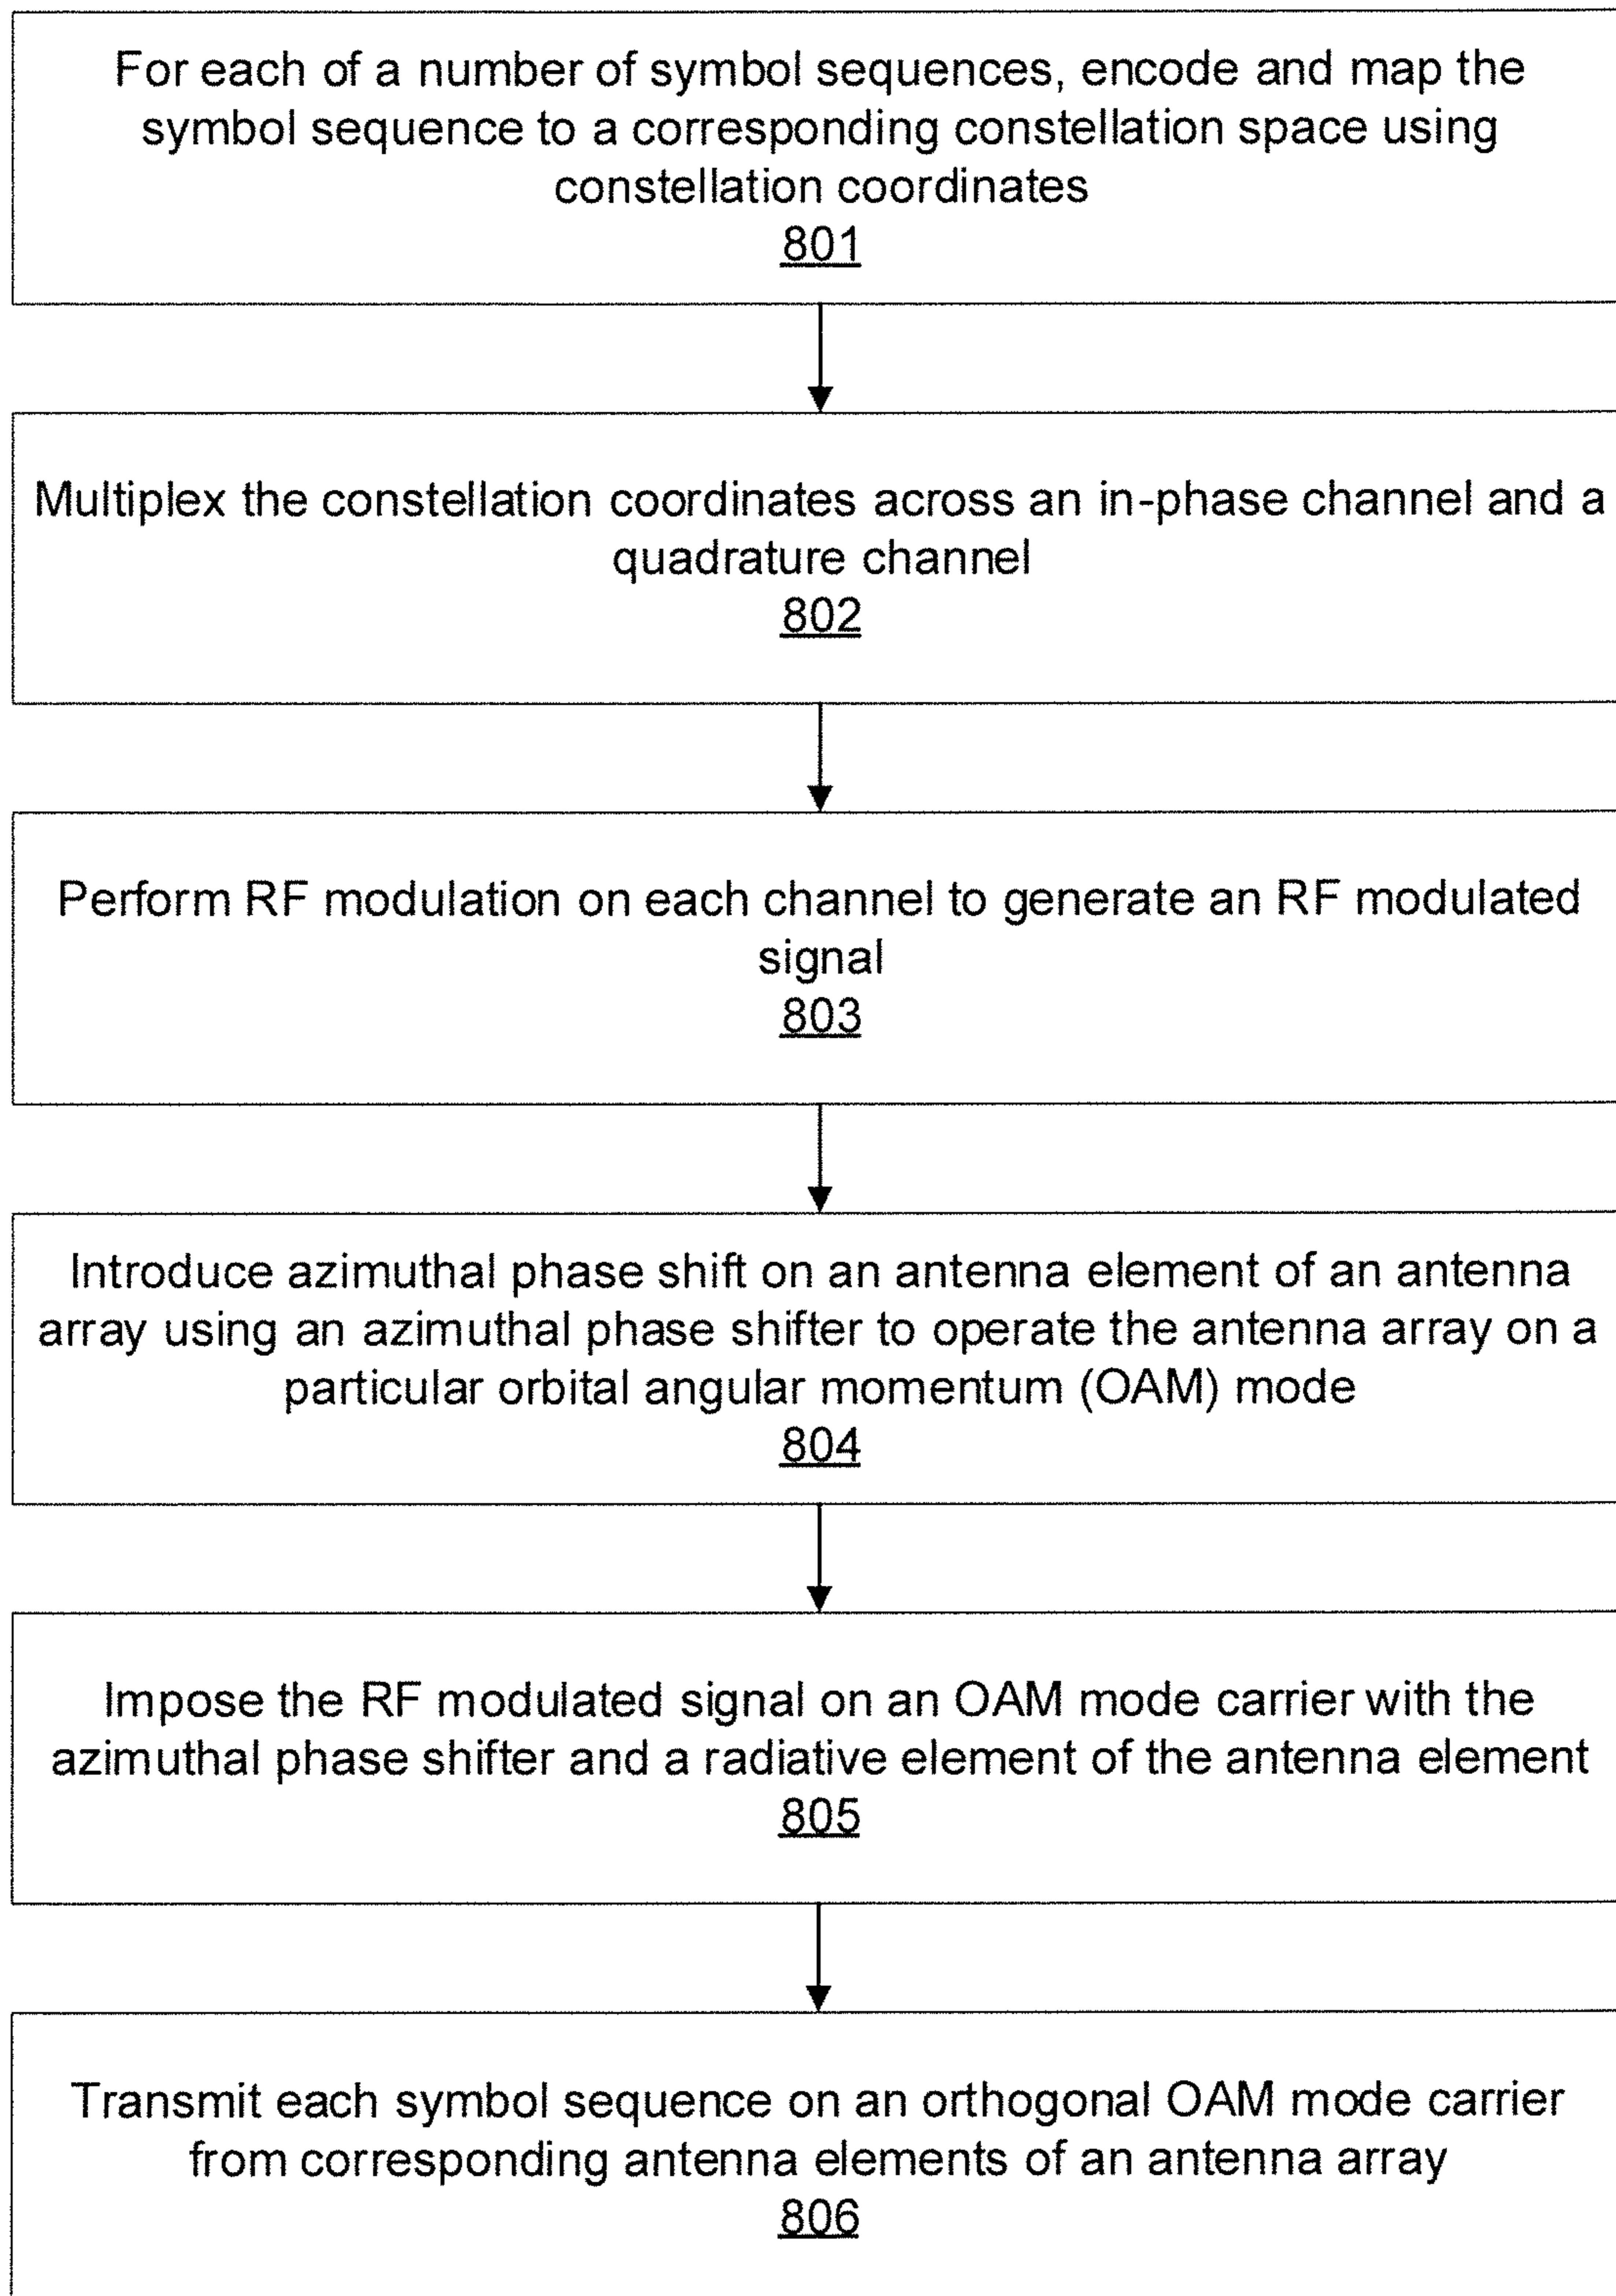 For each of a number of symbol sequences, encode and map the
symbol sequence to a corresponding constellation space using
constellation coordinates
801
Multiplex the constellation coordinates across an in-phase channel and a
quadrature channel
802
Perform RF modulation on each channel to generate an RF modulated
signal
803
Introduce azimuthal phase shift on an antenna element of an antenna
array using an azimuthal phase shifter to operate the antenna array on a
particular orbital angular momentum (OAM) mode
804
Impose the RF modulated signal on an OAM mode carrier with the
azimuthal phase shifter and a radiative element of the antenna element
805
Transmit each symbol sequence on an orthogonal OAM mode carrier
from corresponding antenna elements of an antenna array
806